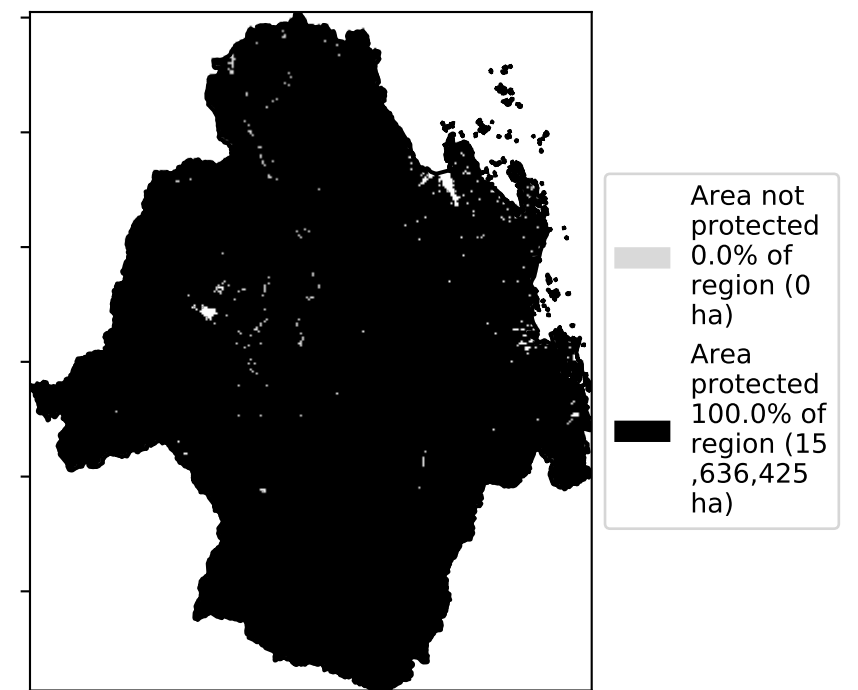 Area not
protected
0.0% of
region (0
ha)
Area
protected
100.0% of
region (15
,636,425
ha)